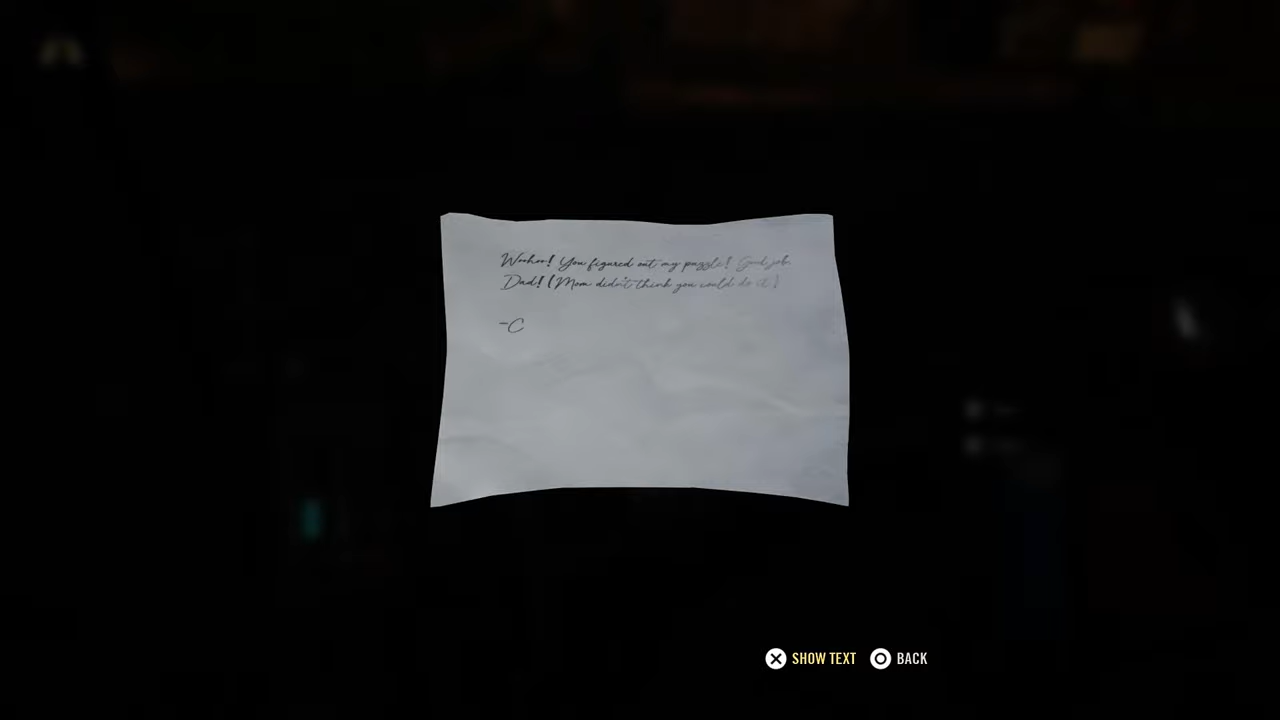 Woohoo! You figured out my puzzle! Good job,
Dad! (Mom didn't think you could do it.)
-C
SHOW TEXT
BACK